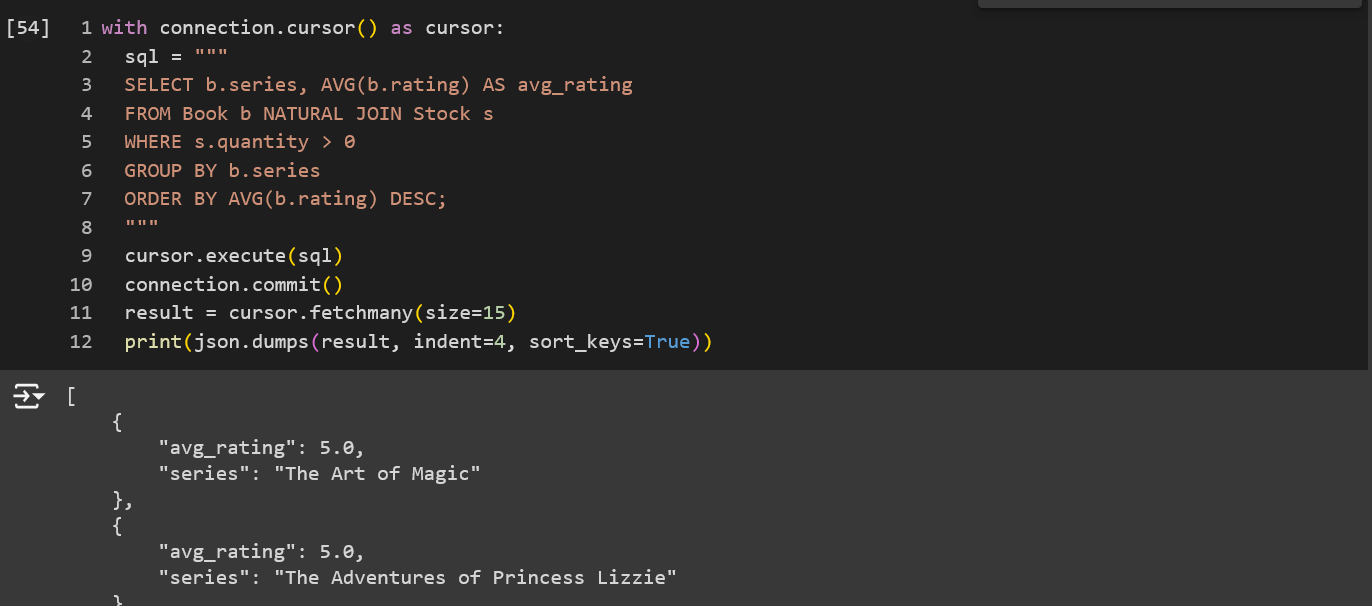 [54] 1 with connection.cursor() as cursor:
2 sql = """
3 SELECT b.series, AVG(b.rating) AS avg_rating
4 FROM Book b NATURAL JOIN Stock s
5 WHERE s.quantity > 0
6 GROUP BY b.series
7 ORDER BY AVG(b.rating) DESC;
8 """
9 cursor.execute(sql)
10 connection.commit()
11 result = cursor.fetchmany(size=15)
12 print(json.dumps(result, indent=4, sort_keys=True))
[
{
"avg_rating": 5.0,
"series": "The Art of Magic"
},
{
"avg_rating": 5.0,
"series": "The Adventures of Princess Lizzie"
}